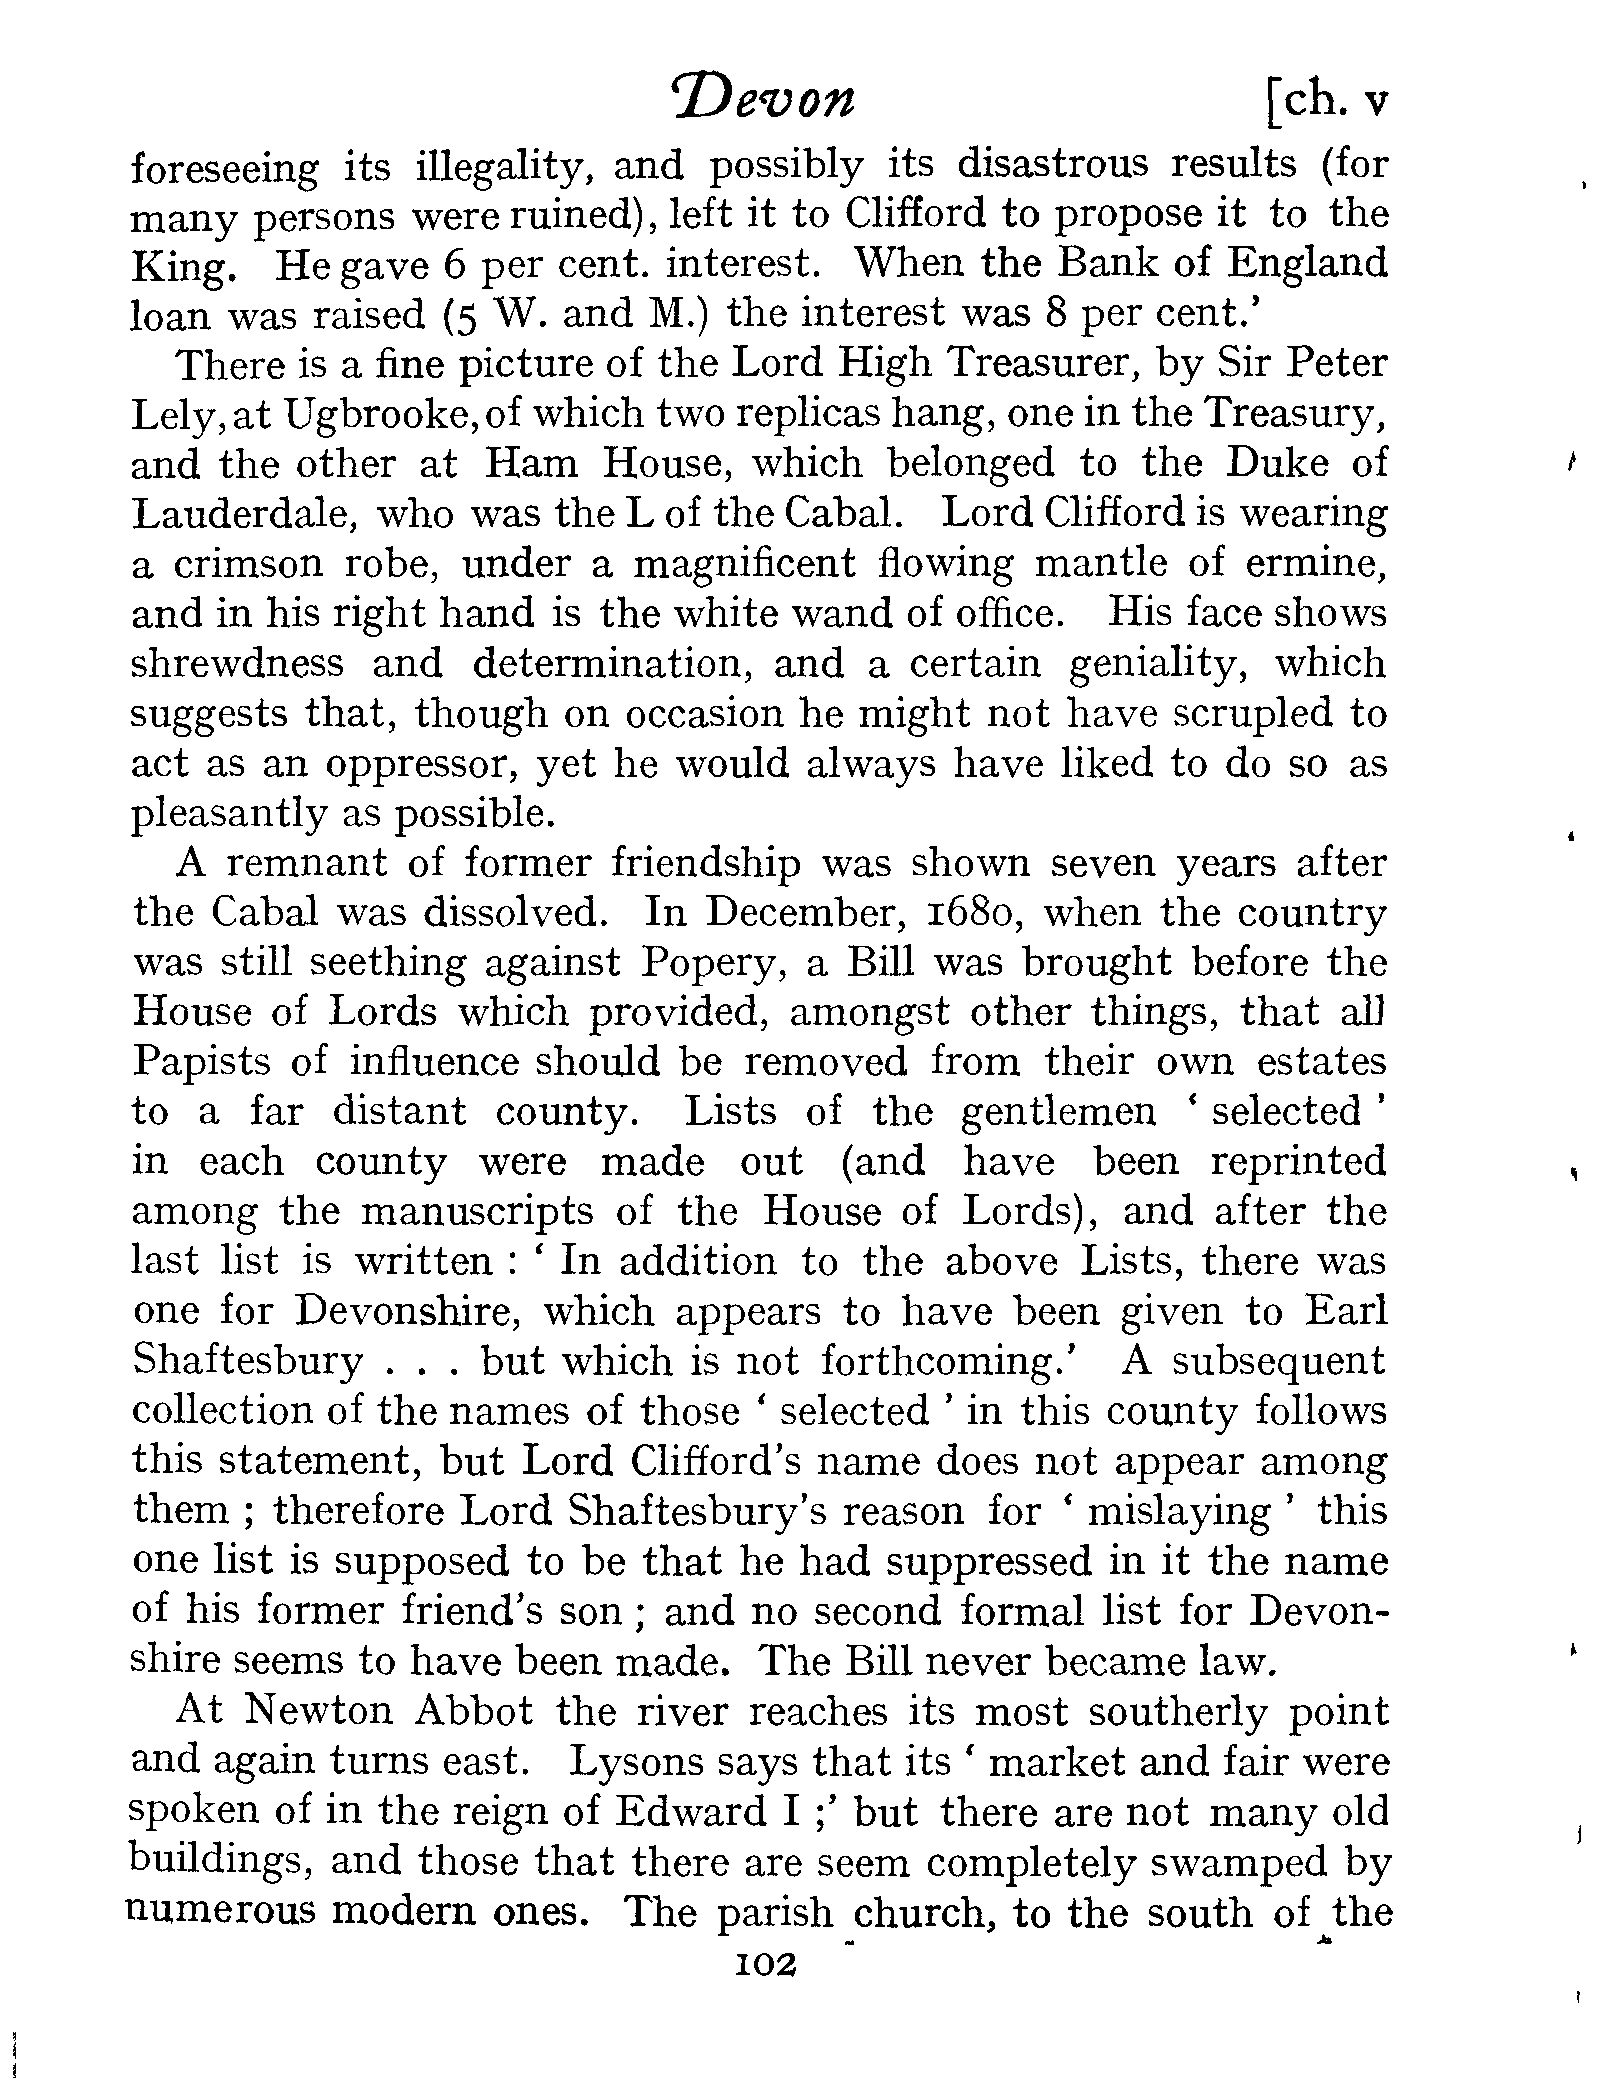 Devon [ch. v
foreseeing its illegality, and possibly its disastrous results (for
many persons were ruined), left it to Clifford to propose it to the
King. He gave 6 per cent. interest. When the Bank of England
loan was raised (5 W. and M.) the interest was 8 per cent.’
There is a fine picture of the Lord High Treasurer, by Sir Peter
Lely, at Ugbrooke, of which two replicas hang, one in the Treasury,
and the other at Ham House, which belonged to the Duke of
Lauderdale, who was the L of the Cabal. Lord Clifford is wearing
a crimson robe, under a magnificent flowing mantle of ermine,
and in his right hand is the white wand of office. His face shows
shrewdness and determination, and a certain geniality, which
suggests that, though on occasion he might not have scrupled to
act as an oppressor, yet he would always have liked to do so as
pleasantly as possible.
A remnant of former friendship was shown seven years after
the Cabal was dissolved. In December, 1680, when the country
was still seething against Popery, a Bill was brought before the
House of Lords which provided, amongst other things, that all
Papists of influence should be removed from their own estates
to a far distant county. Lists of the gentlemen ‘ selected ’
in each county were made out (and have been reprinted
among the manuscripts of the House of Lords), and after the
last list is written : ‘ In addition to the above Lists, there was
one for Devonshire, which appears to have been given to Earl
Shaftesbury . . . but which is not forthcoming.’ A subsequent
collection of the names of those ‘ selected ’ in this county follows
this statement, but Lord Clifford’s name does not appear among
them ; therefore Lord Shaftesbury’s reason for ‘ mislaying ’ this
one list is supposed to be that he had suppressed in it the name
of his former friend’s son ; and no second formal list for Devon-
shire seems to have been made. The Bill never became law.
At Newton Abbot the river reaches its most southerly point
and again turns east. Lysons says that its ‘ market and fair were
spoken of in the reign of Edward I ;’ but there are not many old
buildings, and those that there are seem completely swamped by
numerous modern ones. The parish church, to the south of the
102